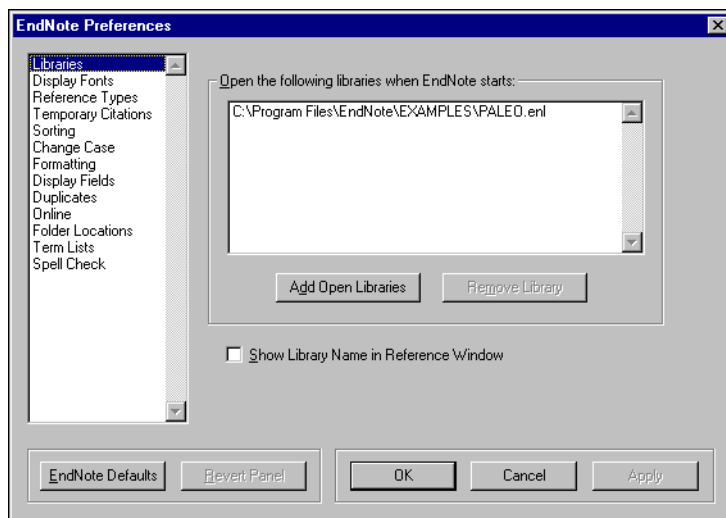 EndNote Preferences
Libraries
Display Fonts
Reference Types
Temporary Citations
Sorting
Change Case
Formatting
Display Fields
Duplicates
Online
Folder Locations
Term Lists
Spell Check
Open the following libraries when EndNote starts:
C:\Program Files\EndNote\EXAMPLES\PALEO.enl
Add Open Libraries
Remove Library
Show Library Name in Reference Window
EndNote Defaults
Revert Panel
OK
Cancel
Apply